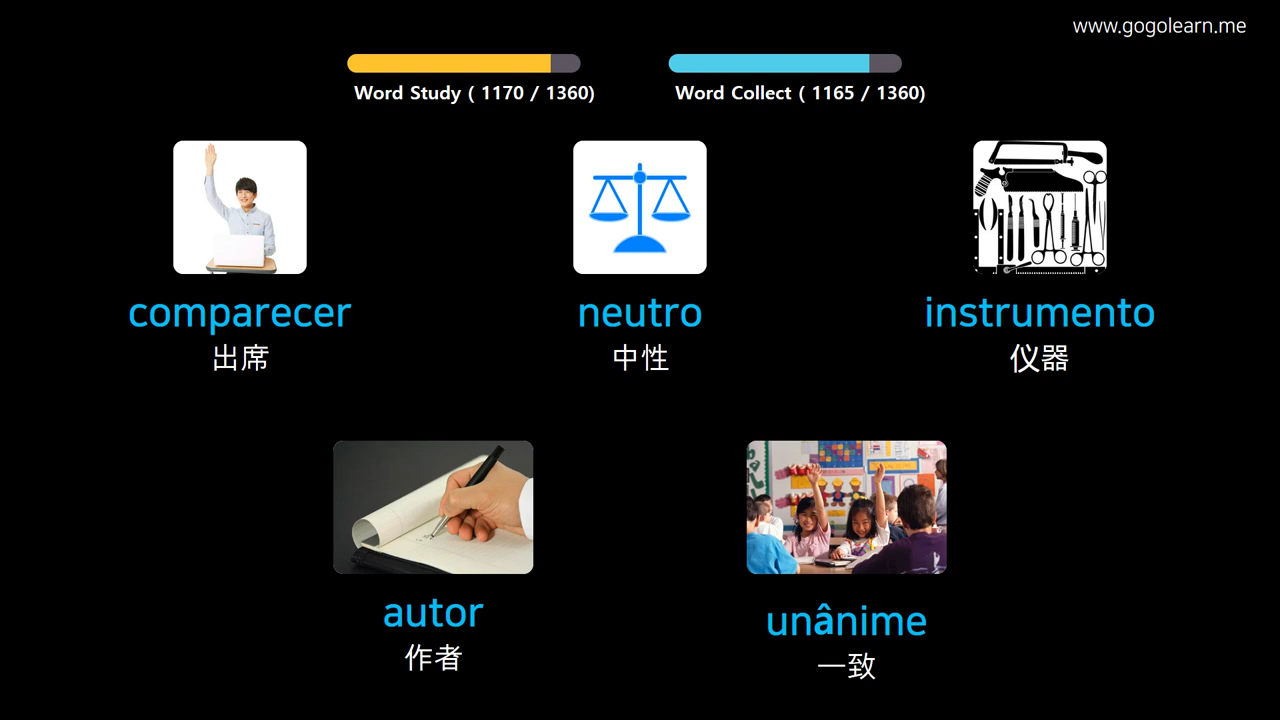 www.gogolearn.me
Word Study ( 1170 / 1360)
Word Collect ( 1165 / 1360)
comparecer
出席
neutro
中性
instrumento
仪器
autor
作者
unânime
一致